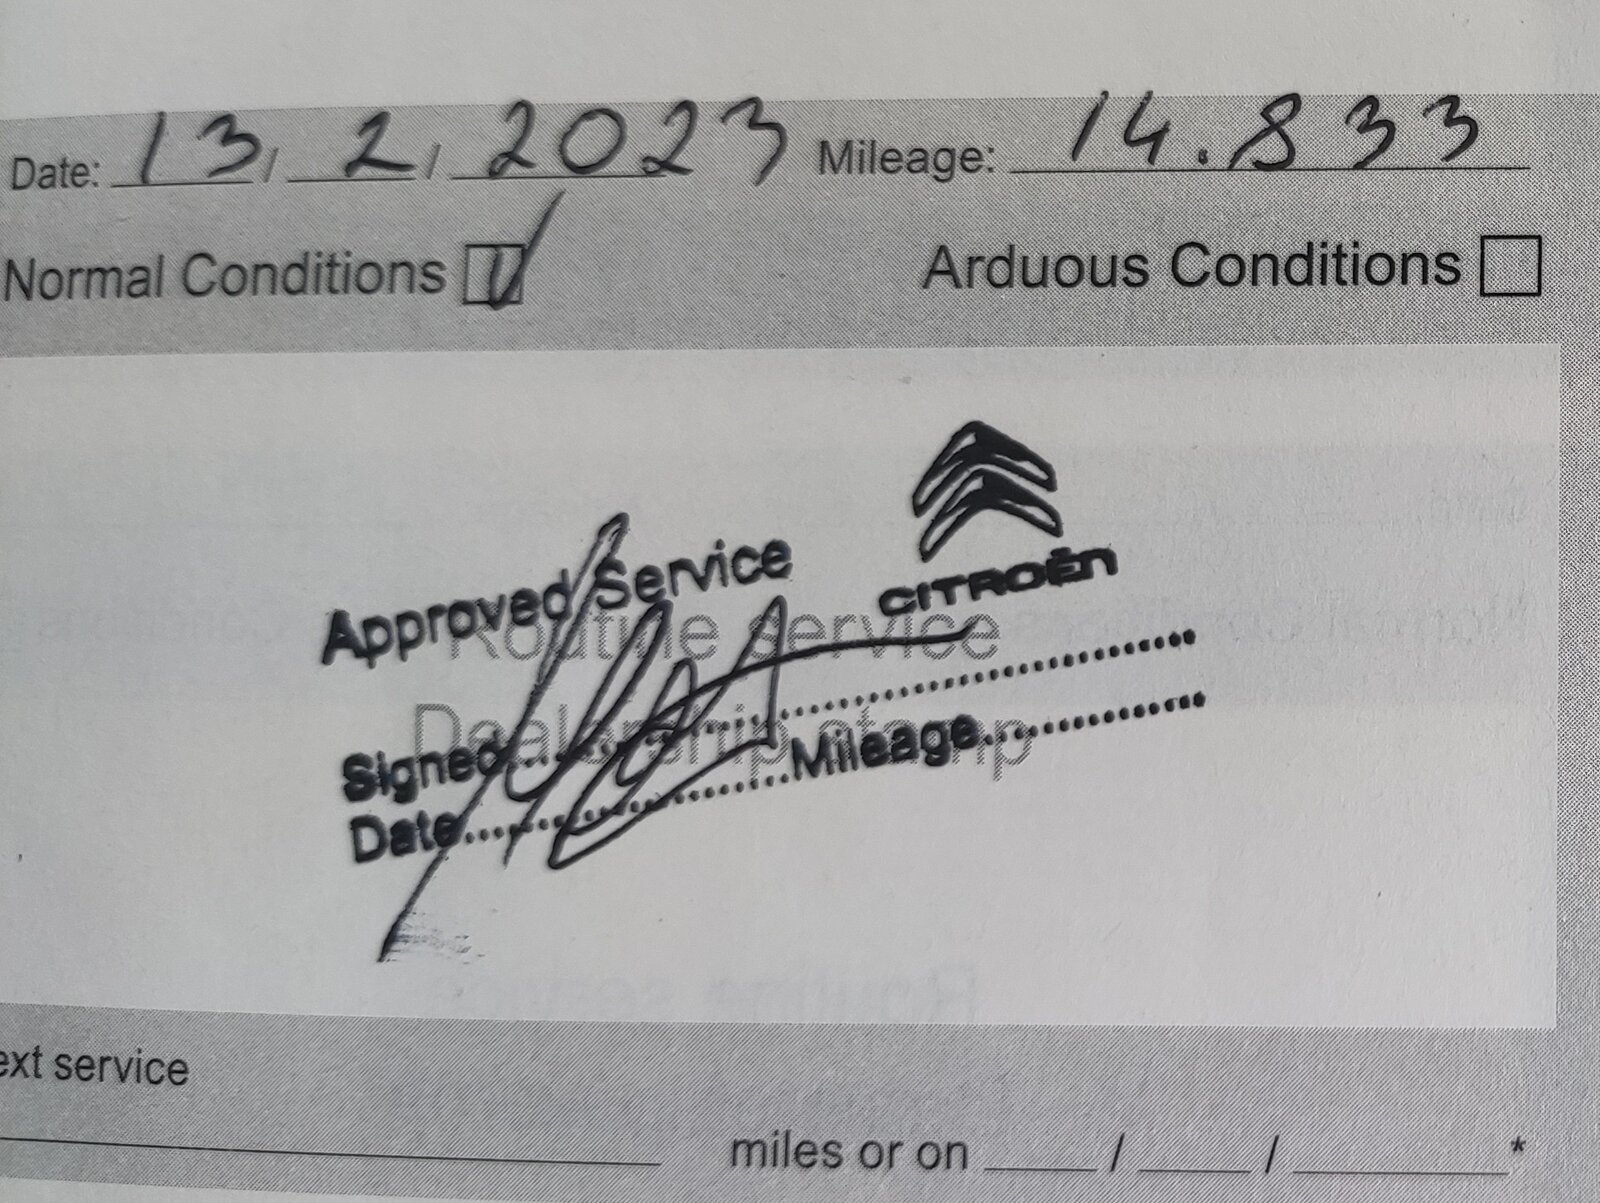 Date: 13/ 2/ 2023 Mileage: 14.833
Normal Conditions Arduous Conditions
CITROËN
Approved Service
Routine service
Dealership stamp
Signed
Date Mileage
ext service
miles or on / / *